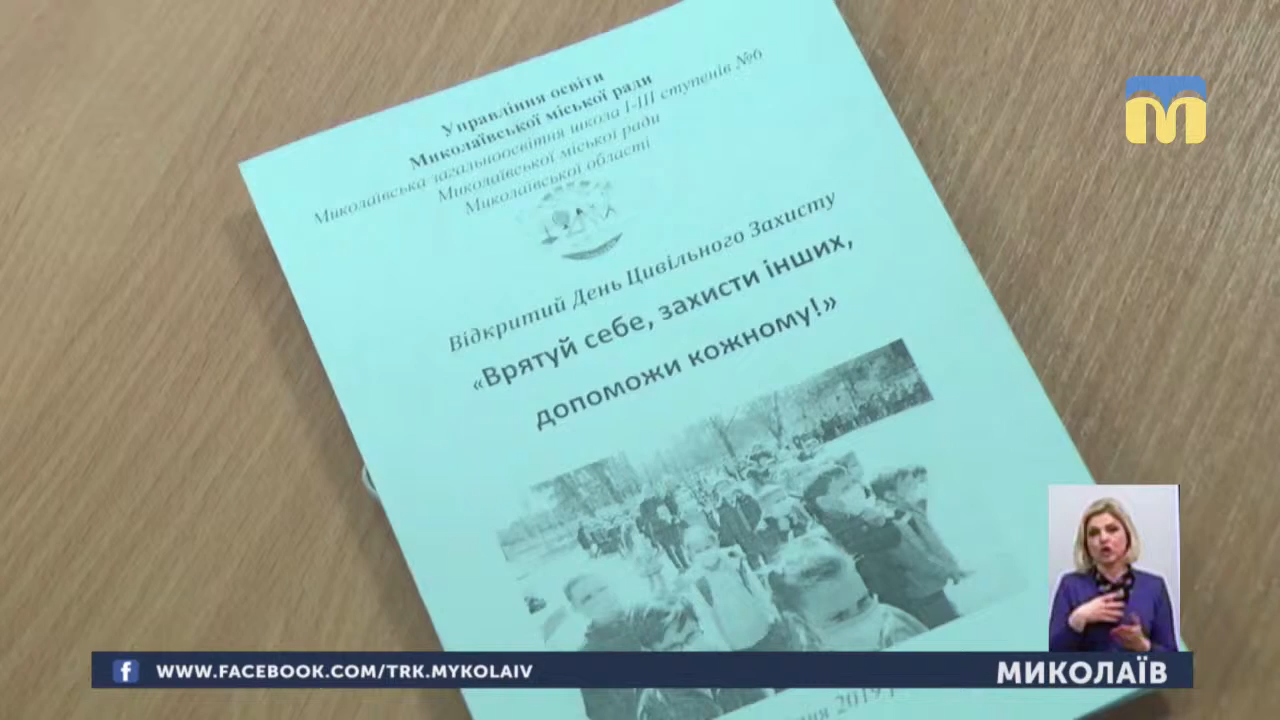 Управління освіти
Миколаївської міської ради
Миколаївська загальноосвітня школа І-ІІІ ступенів №6
Миколаївської міської ради
Миколаївської області
Відкритий День Цивільного Захисту
«Врятуй себе, захисти інших,
допоможи кожному!»
2019
WWW.FACEBOOK.COM/TRK.MYKOLAIV
МИКОЛАЇВ